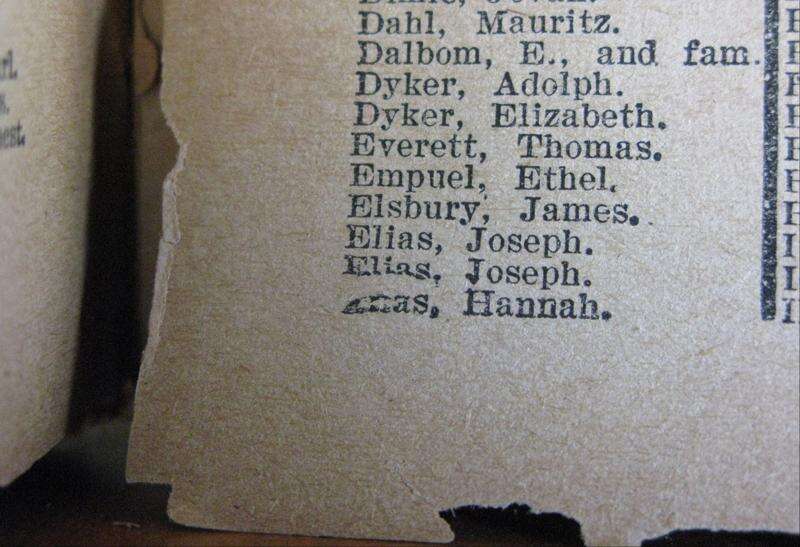 Dahl, Mauritz.
Dalbom, E., and fam.
Dyker, Adolph.
Dyker, Elizabeth.
Everett, Thomas.
Empuel, Ethel.
Elsbury, James.
Elias, Joseph.
Elias, Joseph.
Hannah.